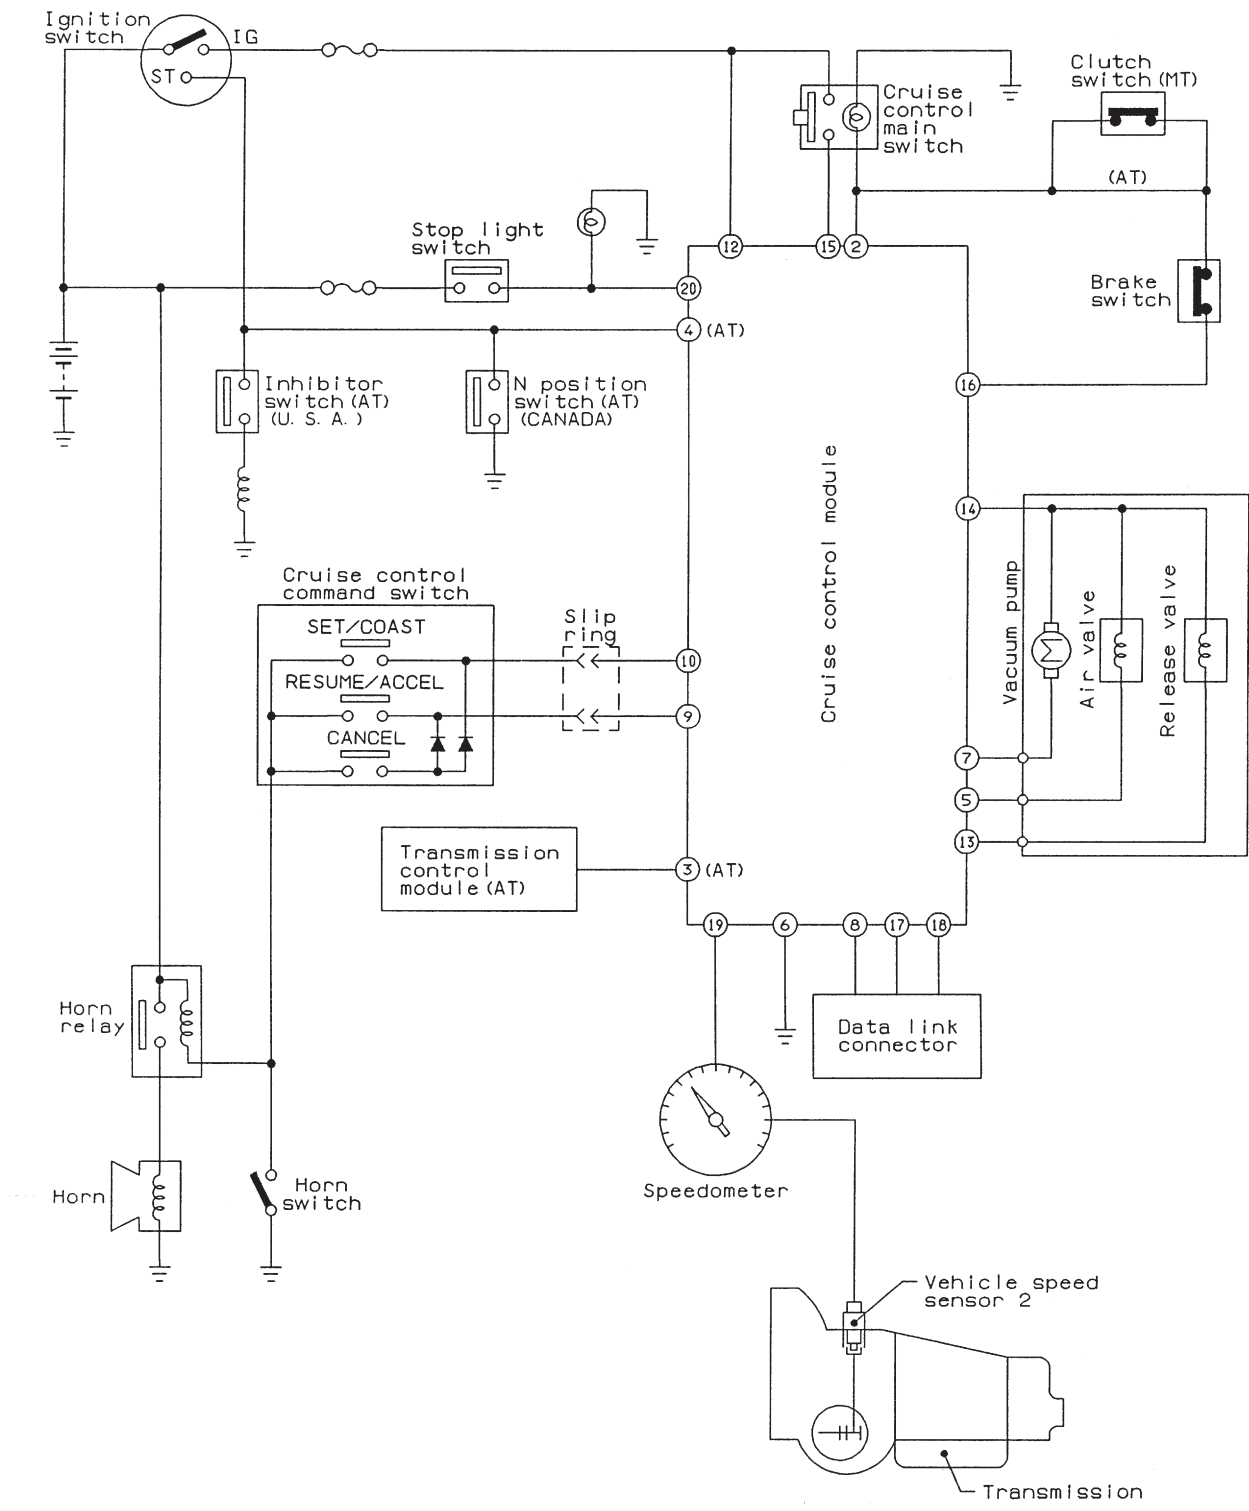 Ignition
switch
IG
ST
Cruise
control
main
switch
Clutch
switch (MT)
(AT)
Stop light
switch
12
15
2
20
4
(AT)
Brake
switch
Inhibitor
switch (AT)
(U. S. A. )
N position
switch (AT)
(CANADA)
16
Cruise control module
14
Cruise control
command switch
SET/COAST
RESUME/ACCEL
CANCEL
Slip
ring
10
9
Vacuum pump
Air valve
Release valve
7
5
13
Transmission
control
module (AT)
3
(AT)
19
6
8
17
18
Horn
relay
Data link
connector
Speedometer
Horn
Horn
switch
Vehicle speed
sensor 2
Transmission